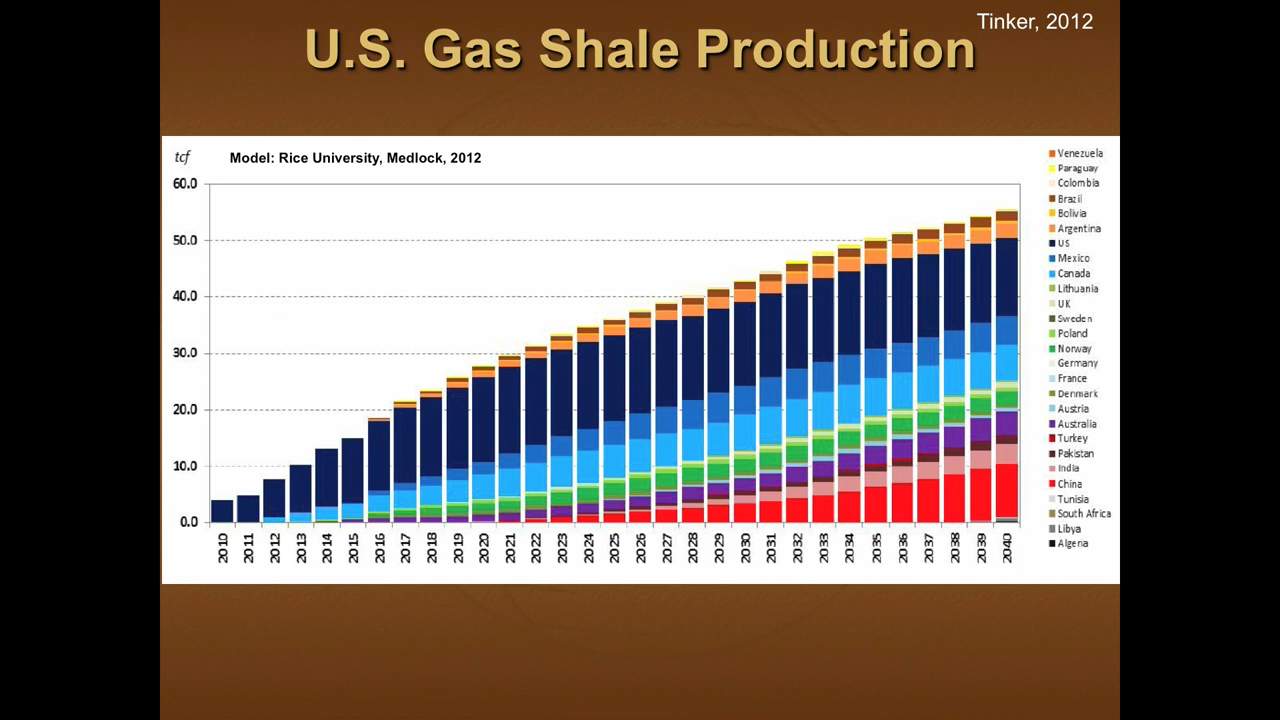 Tinker, 2012
U.S. Gas Shale Production
tcf
Model: Rice University, Medlock, 2012
60.0
50.0
40.0
30.0
20.0
10.0
0.0
2010
2011
2012
2013
2014
2015
2016
2017
2018
2019
2020
2021
2022
2023
2024
2025
2026
2027
2028
2029
2030
2031
2032
2033
2034
2035
2036
2037
2038
2039
2040
Venezuela
Paraguay
Colombia
Brazil
Bolivia
Argentina
US
Mexico
Canada
Lithuania
UK
Sweden
Poland
Norway
Germany
France
Denmark
Austria
Australia
Turkey
Pakistan
India
China
Tunisia
South Africa
Libya
Algeria